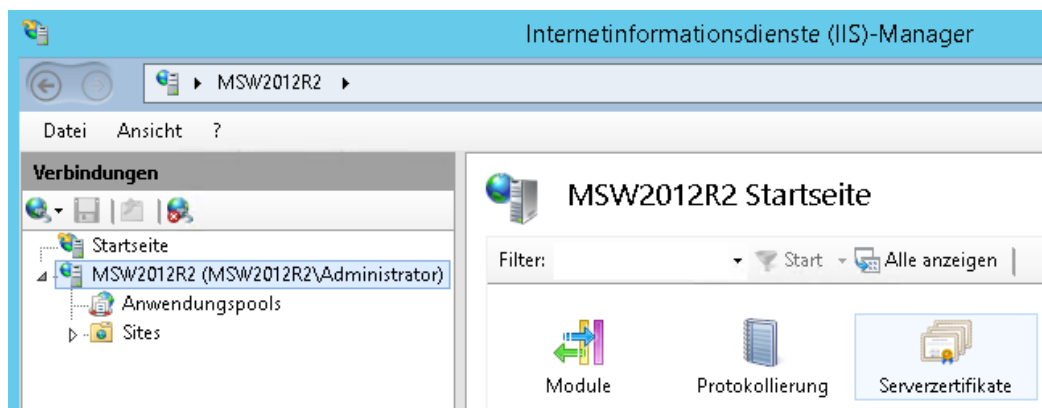 Internetinformationsdienste (IIS)-Manager
MSW2012R2
Datei Ansicht ?
Verbindungen
Startseite
MSW2012R2 (MSW2012R2\Administrator)
Anwendungspools
Sites
MSW2012R2 Startseite
Filter: Start Alle anzeigen
Module Protokollierung Serverzertifikate